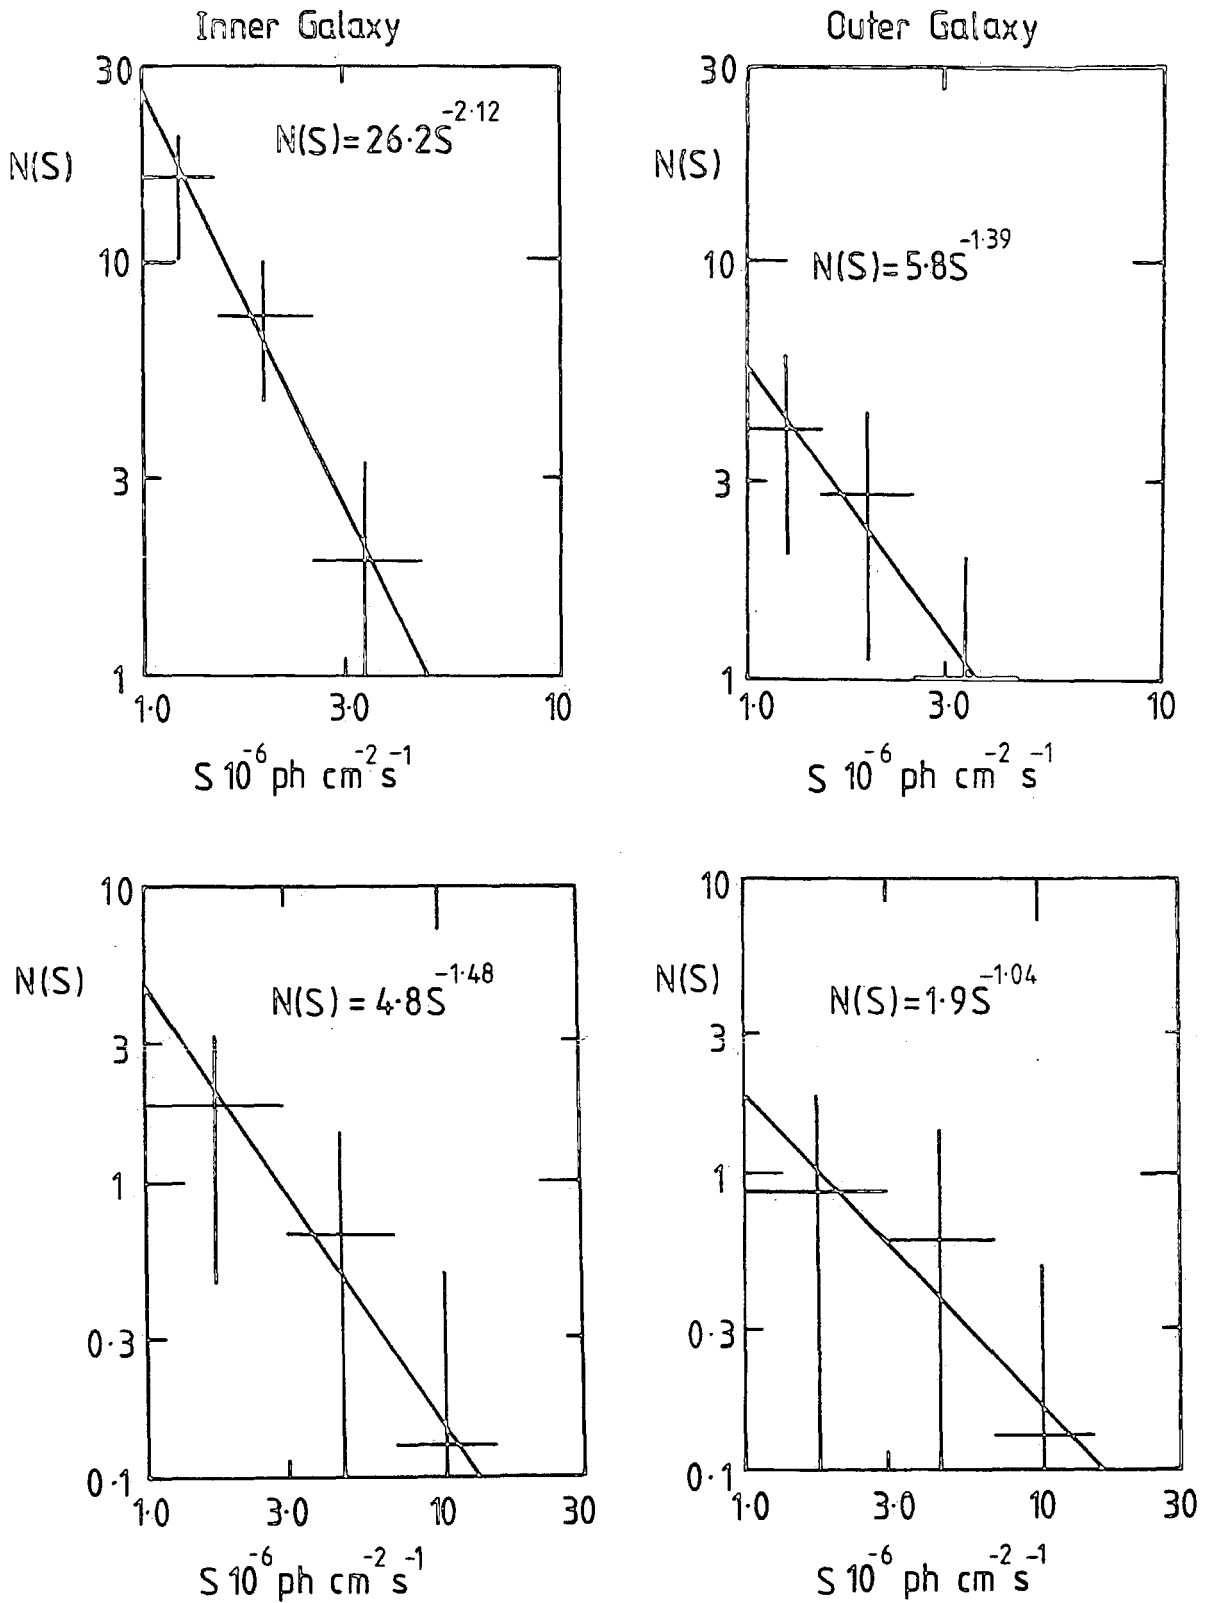 Inner Galaxy
30
N(S)
N(S)=26·2S^-2·12
10
3
1
1·0 3·0 10
S 10^-6 ph cm^-2 s^-1
Outer Galaxy
30
N(S)
N(S)=5·8S^-1·39
10
3
1
1·0 3·0 10
S 10^-6 ph cm^-2 s^-1
10
N(S)
N(S)=4·8S^-1·48
3
1
0·3
0·1
1·0 3·0 10 30
S 10^-6 ph cm^-2 s^-1
10
N(S)
N(S)=1·9S^-1·04
3
1
0·3
0·1
1·0 3·0 10 30
S 10^-6 ph cm^-2 s^-1